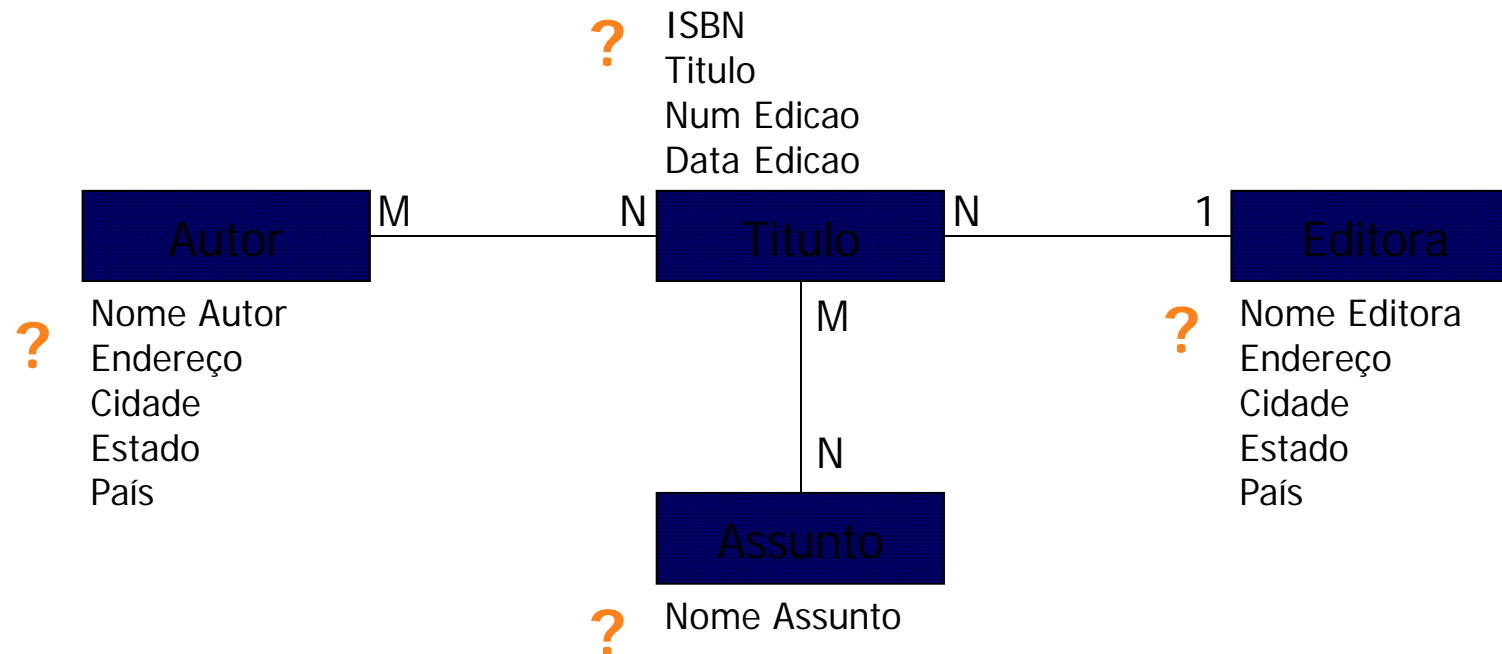 ?
ISBN
Titulo
Num Edicao
Data Edicao
Autor
M
N
Titulo
N
1
Editora
?
Nome Autor
Endereço
Cidade
Estado
País
M
N
?
Nome Editora
Endereço
Cidade
Estado
País
Assunto
?
Nome Assunto